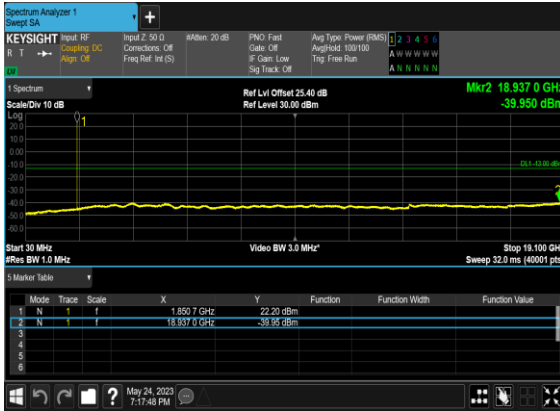 Spectrum Analyzer 1
Swept SA
+
KEYSIGHT Input: RF Input Z: 50 Ω #Atten: 20 dB PNO: Fast Avg Type: Power (RMS) 1 2 3 4 5 6
R T Coupling: DC Corrections: Off Gate: Off Avg|Hold: 100/100 A W W W W W
Align: Off Freq Ref: Int (S) IF Gain: Low Trig: Free Run
Sig Track: Off A N N N N N
1 Spectrum Ref Lvl Offset 25.40 dB Mkr2 18.937 0 GHz
Scale/Div 10 dB Ref Level 30.00 dBm -39.950 dBm
Log
20.0
10.0
0.00
-10.0
-20.0
-30.0
-40.0
-50.0
-60.0
1
DL1 -13.00 dBm
Start 30 MHz Video BW 3.0 MHz* Stop 19.100 GHz
#Res BW 1.0 MHz Sweep 32.0 ms (40001 pts)
5 Marker Table
Mode Trace Scale X Y Function Function Width Function Value
1 N 1 f 1.850 7 GHz 22.20 dBm
2 N 1 f 18.937 0 GHz -39.95 dBm
3
4
5
6
? May 24, 2023
7:17:48 PM